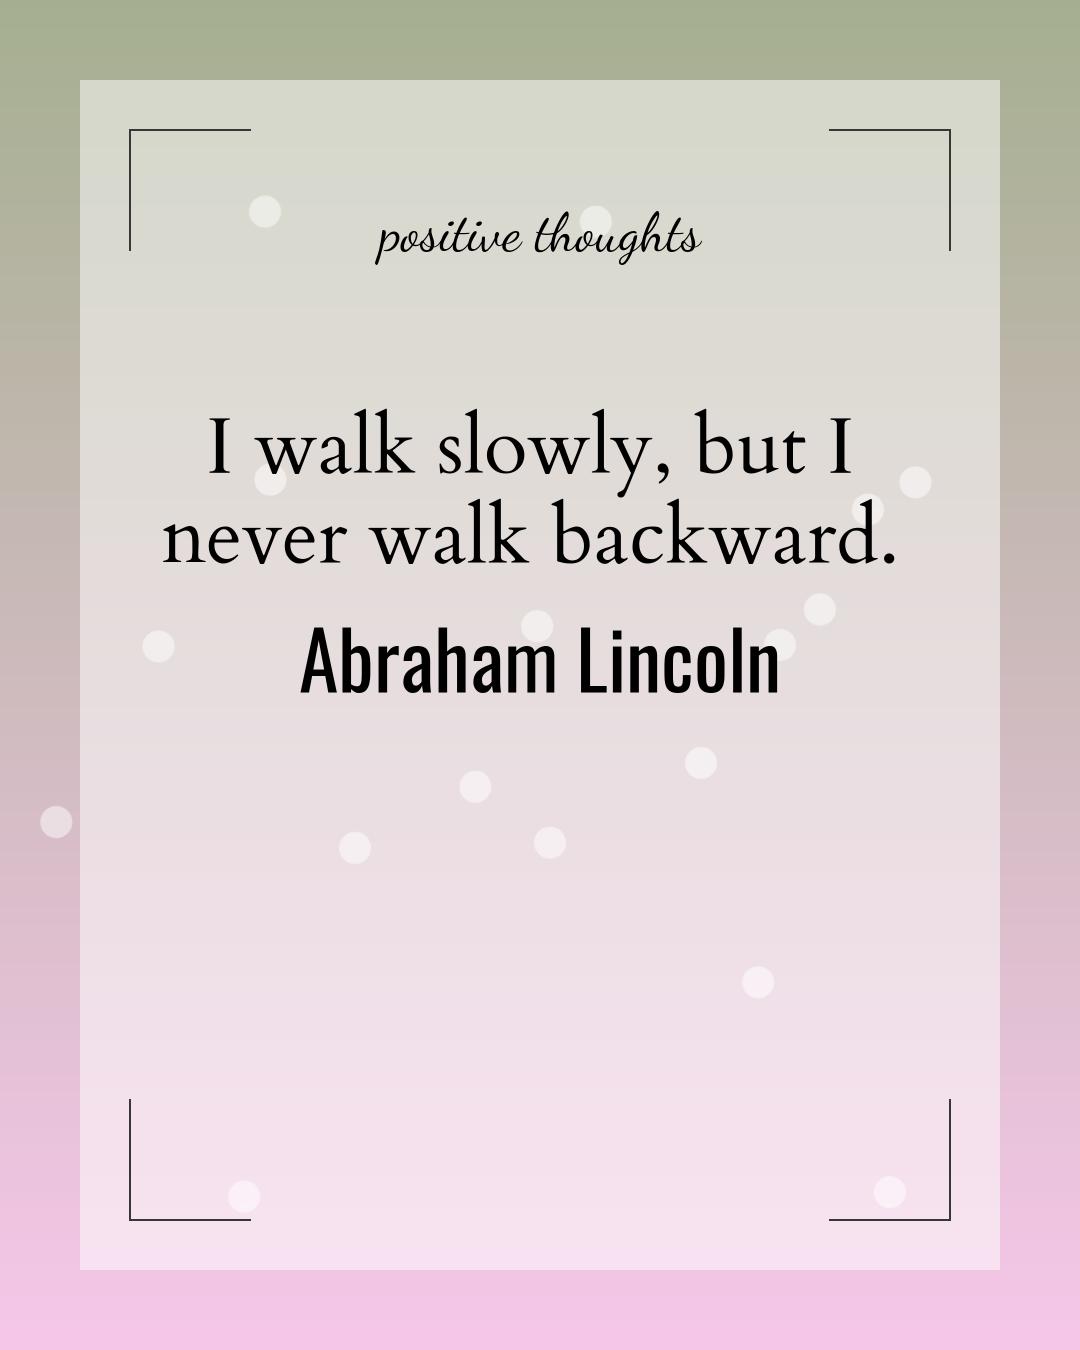 positive thoughts
I walk slowly, but I
never walk backward.
Abraham Lincoln